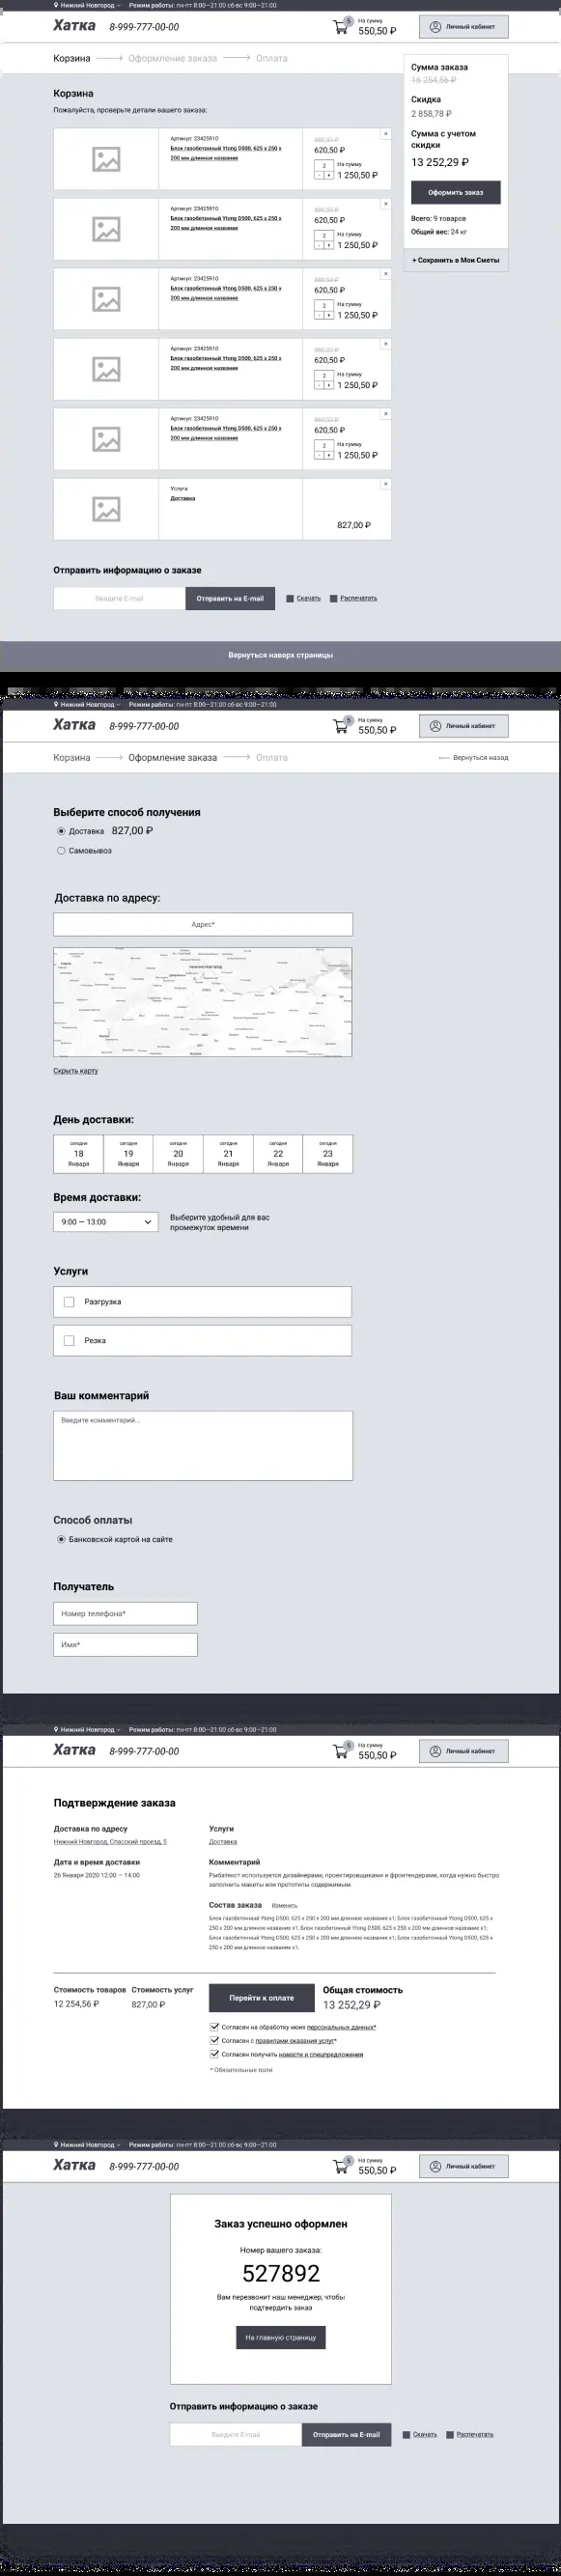 Нижний Новгород Режим работы: пн-пт 8:00—21:00 сб-вс 9:00—21:00
Хатка 8-999-777-00-00 5 На сумму 550,50 ₽ Личный кабинет
Корзина Оформление заказа Оплата
Сумма заказа
16 254,56 ₽
Скидка
2 858,78 ₽
Сумма с учетом
скидки
13 252,29 ₽
Оформить заказ
Всего: 9 товаров
Общий вес: 24 кг
+ Сохранить в Мои Сметы
Корзина
Пожалуйста, проверьте детали вашего заказа:
Артикул: 23425910
Блок газобетонный Ytong D500, 625 x 250 x
200 мм длинное название
880,50 ₽
620,50 ₽
2 На сумму
- + 1 250,50 ₽
Артикул: 23425910
Блок газобетонный Ytong D500, 625 x 250 x
200 мм длинное название
880,50 ₽
620,50 ₽
2 На сумму
- + 1 250,50 ₽
Артикул: 23425910
Блок газобетонный Ytong D500, 625 x 250 x
200 мм длинное название
880,50 ₽
620,50 ₽
2 На сумму
- + 1 250,50 ₽
Артикул: 23425910
Блок газобетонный Ytong D500, 625 x 250 x
200 мм длинное название
880,50 ₽
620,50 ₽
2 На сумму
- + 1 250,50 ₽
Артикул: 23425910
Блок газобетонный Ytong D500, 625 x 250 x
200 мм длинное название
880,50 ₽
620,50 ₽
2 На сумму
- + 1 250,50 ₽
Услуга
Доставка
827,00 ₽
Отправить информацию о заказе
Введите E-mail Отправить на E-mail Скачать Распечатать
Вернуться наверх страницы
Нижний Новгород Режим работы: пн-пт 8:00—21:00 сб-вс 9:00—21:00
Хатка 8-999-777-00-00 5 На сумму 550,50 ₽ Личный кабинет
Корзина Оформление заказа Оплата Вернуться назад
Выберите способ получения
Доставка 827,00 ₽
Самовывоз
Доставка по адресу:
Адрес*
Скрыть карту
День доставки:
сегодня сегодня сегодня сегодня сегодня сегодня
18 19 20 21 22 23
Января Января Января Января Января Января
Время доставки:
9:00 — 13:00
Выберите удобный для вас
промежуток времени
Услуги
Разгрузка
Резка
Ваш комментарий
Введите комментарий...
Способ оплаты
Банковской картой на сайте
Получатель
Номер телефона*
Имя*
Нижний Новгород Режим работы: пн-пт 8:00—21:00 сб-вс 9:00—21:00
Хатка 8-999-777-00-00 5 На сумму 550,50 ₽ Личный кабинет
Подтверждение заказа
Доставка по адресу
Нижний Новгород, Спасский проезд, 5
Дата и время доставки
26 Января 2020 12:00 — 14:00
Услуги
Доставка
Комментарий
Рыбатекст используется дизайнерами, проектировщиками и фронтендерами, когда нужно быстро
заполнить макеты или прототипы содержимым
Состав заказа Изменить
Блок газобетонный Ytong D500, 625 x 250 x 200 мм длинное название x1; Блок газобетонный Ytong D500, 625 x
250 x 200 мм длинное название x1; Блок газобетонный Ytong D500, 625 x 250 x 200 мм длинное название x1;
Блок газобетонный Ytong D500, 625 x 250 x 200 мм длинное название x1; Блок газобетонный Ytong D500, 625 x
250 x 200 мм длинное название x1,
Стоимость товаров
12 254,56 ₽
Стоимость услуг
827,00 ₽
Перейти к оплате
Общая стоимость
13 252,29 ₽
Согласен на обработку моих персональных данных*
Согласен с правилами оказания услуг*
Согласен получать новости и спецпредложения
* Обязательные поля
Нижний Новгород Режим работы: пн-пт 8:00—21:00 сб-вс 9:00—21:00
Хатка 8-999-777-00-00 5 На сумму 550,50 ₽ Личный кабинет
Заказ успешно оформлен
Номер вашего заказа:
527892
Вам перезвонит наш менеджер, чтобы
подтвердить заказ
На главную страницу
Отправить информацию о заказе
Введите E-mail Отправить на E-mail Скачать Распечатать